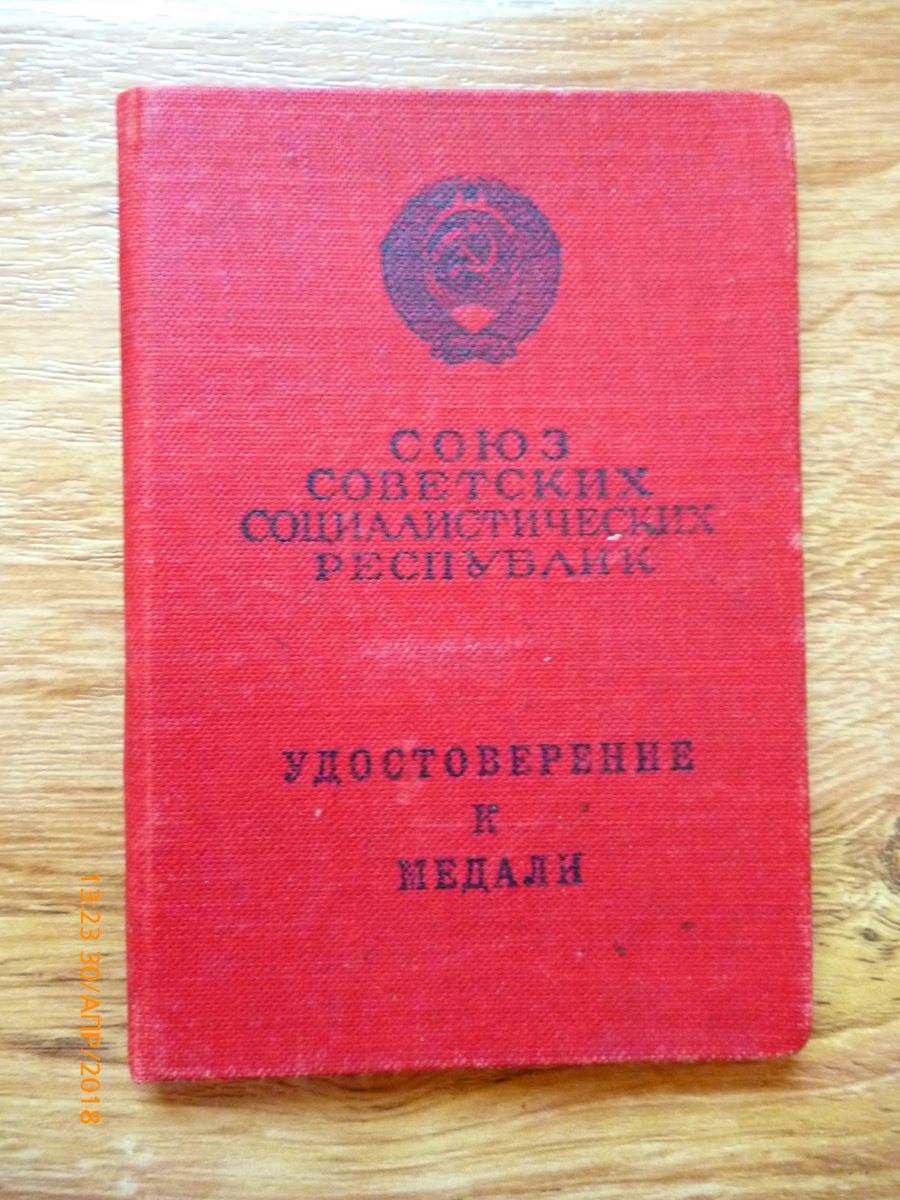 СОЮЗ
СОВЕТСКИХ
СОЦИАЛИСТИЧЕСКИХ
РЕСПУБЛИК
УДОСТОВЕРЕНИЕ
К
МЕДАЛИ
13:23 30/АПР/2018